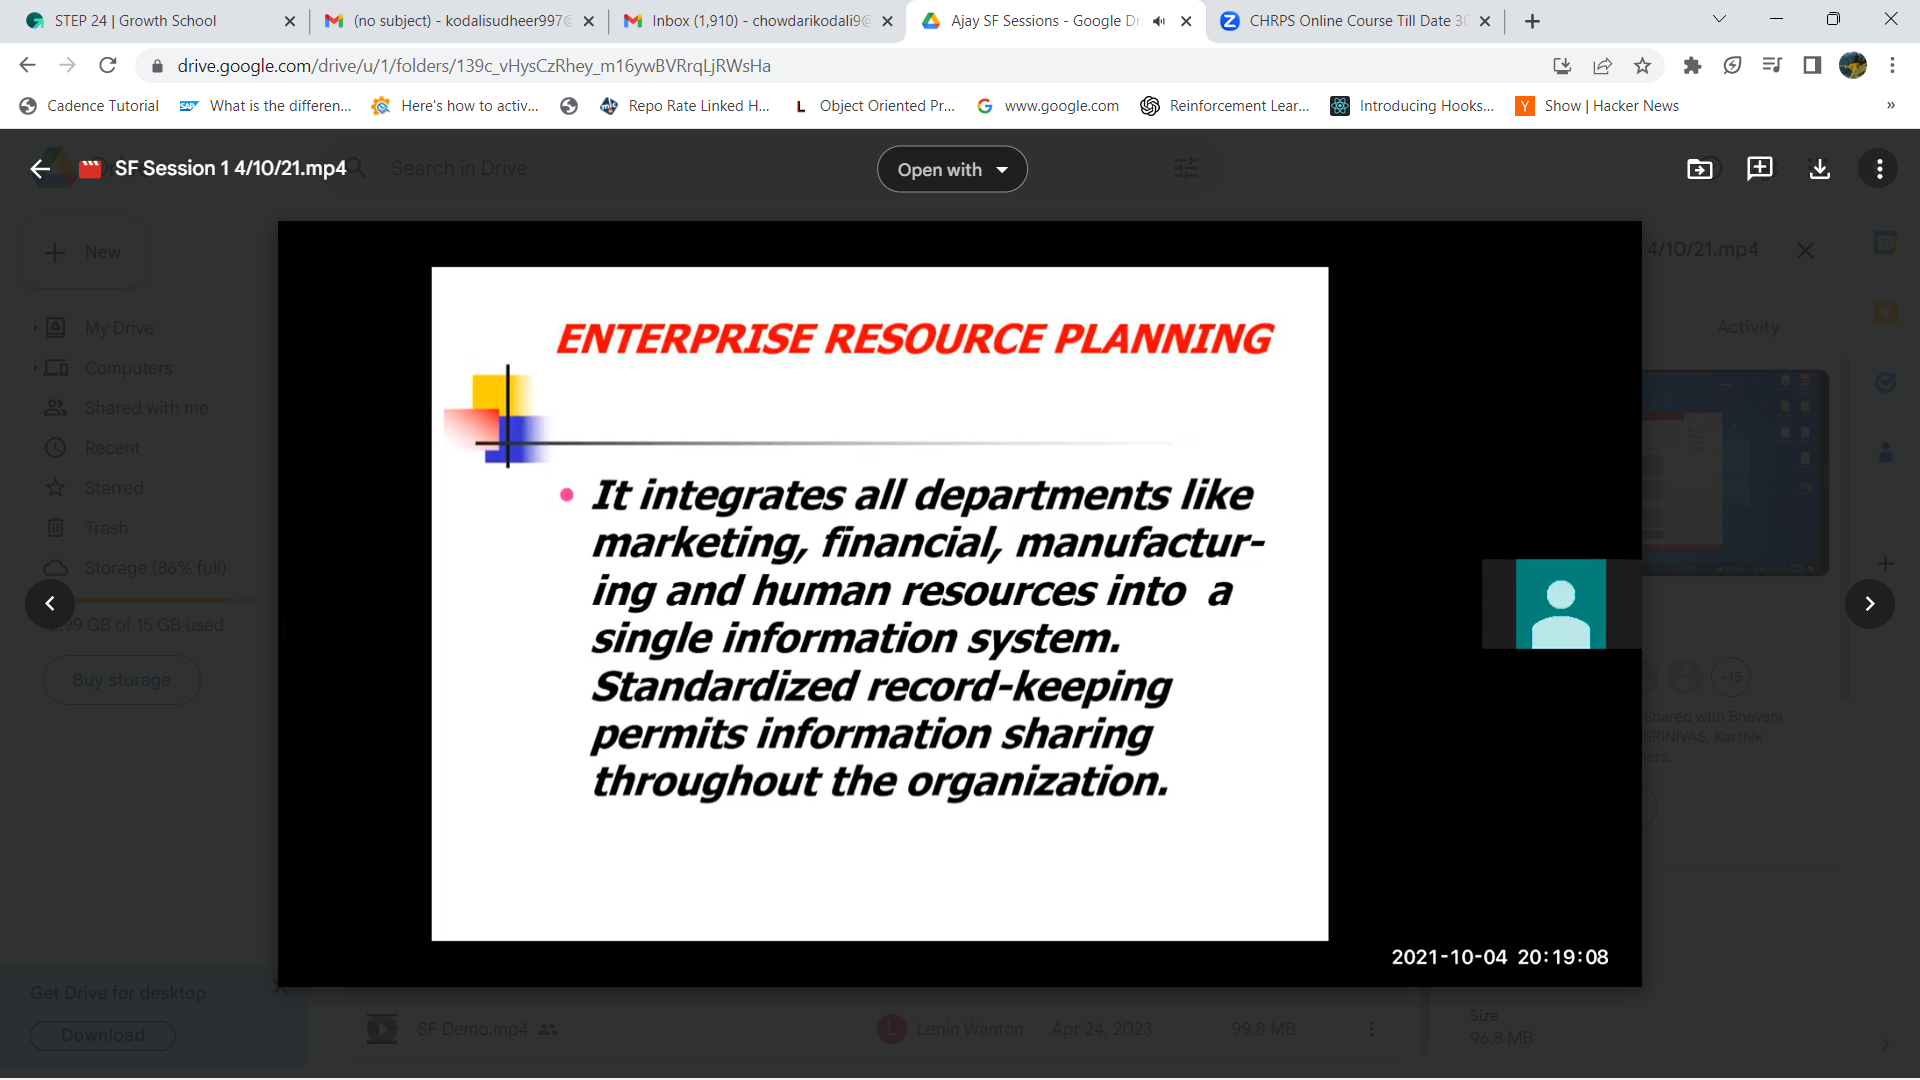 STEP 24 | Growth School
(no subject) - kodalisudheer997@
Inbox (1,910) - chowdarikodali9@
Ajay SF Sessions - Google Dr
CHRPS Online Course Till Date 30
drive.google.com/drive/u/1/folders/139c_vHysCzRhey_m16ywBVRrqLjRWsHa
Cadence Tutorial
What is the differen...
Here's how to activ...
Repo Rate Linked H...
Object Oriented Pr...
www.google.com
Reinforcement Lear...
Introducing Hooks...
Show | Hacker News
SF Session 1 4/10/21.mp4
Search in Drive
Open with
New
4/10/21.mp4
My Drive
Activity
Computers
Shared with me
Recent
Starred
Trash
Storage (86% full)
GB of 15 GB used
Buy storage
ENTERPRISE RESOURCE PLANNING
• It integrates all departments like
marketing, financial, manufactur-
ing and human resources into a
single information system.
Standardized record-keeping
permits information sharing
throughout the organization.
+15
Shared with Bhavani
SRINIVAS, Karthik
2021-10-04 20:19:08
Get Drive for desktop
Download
SF Demo.mp4
Lenin Wanton
Apr 24, 2023
99.8 MB
Size
96.8 MB